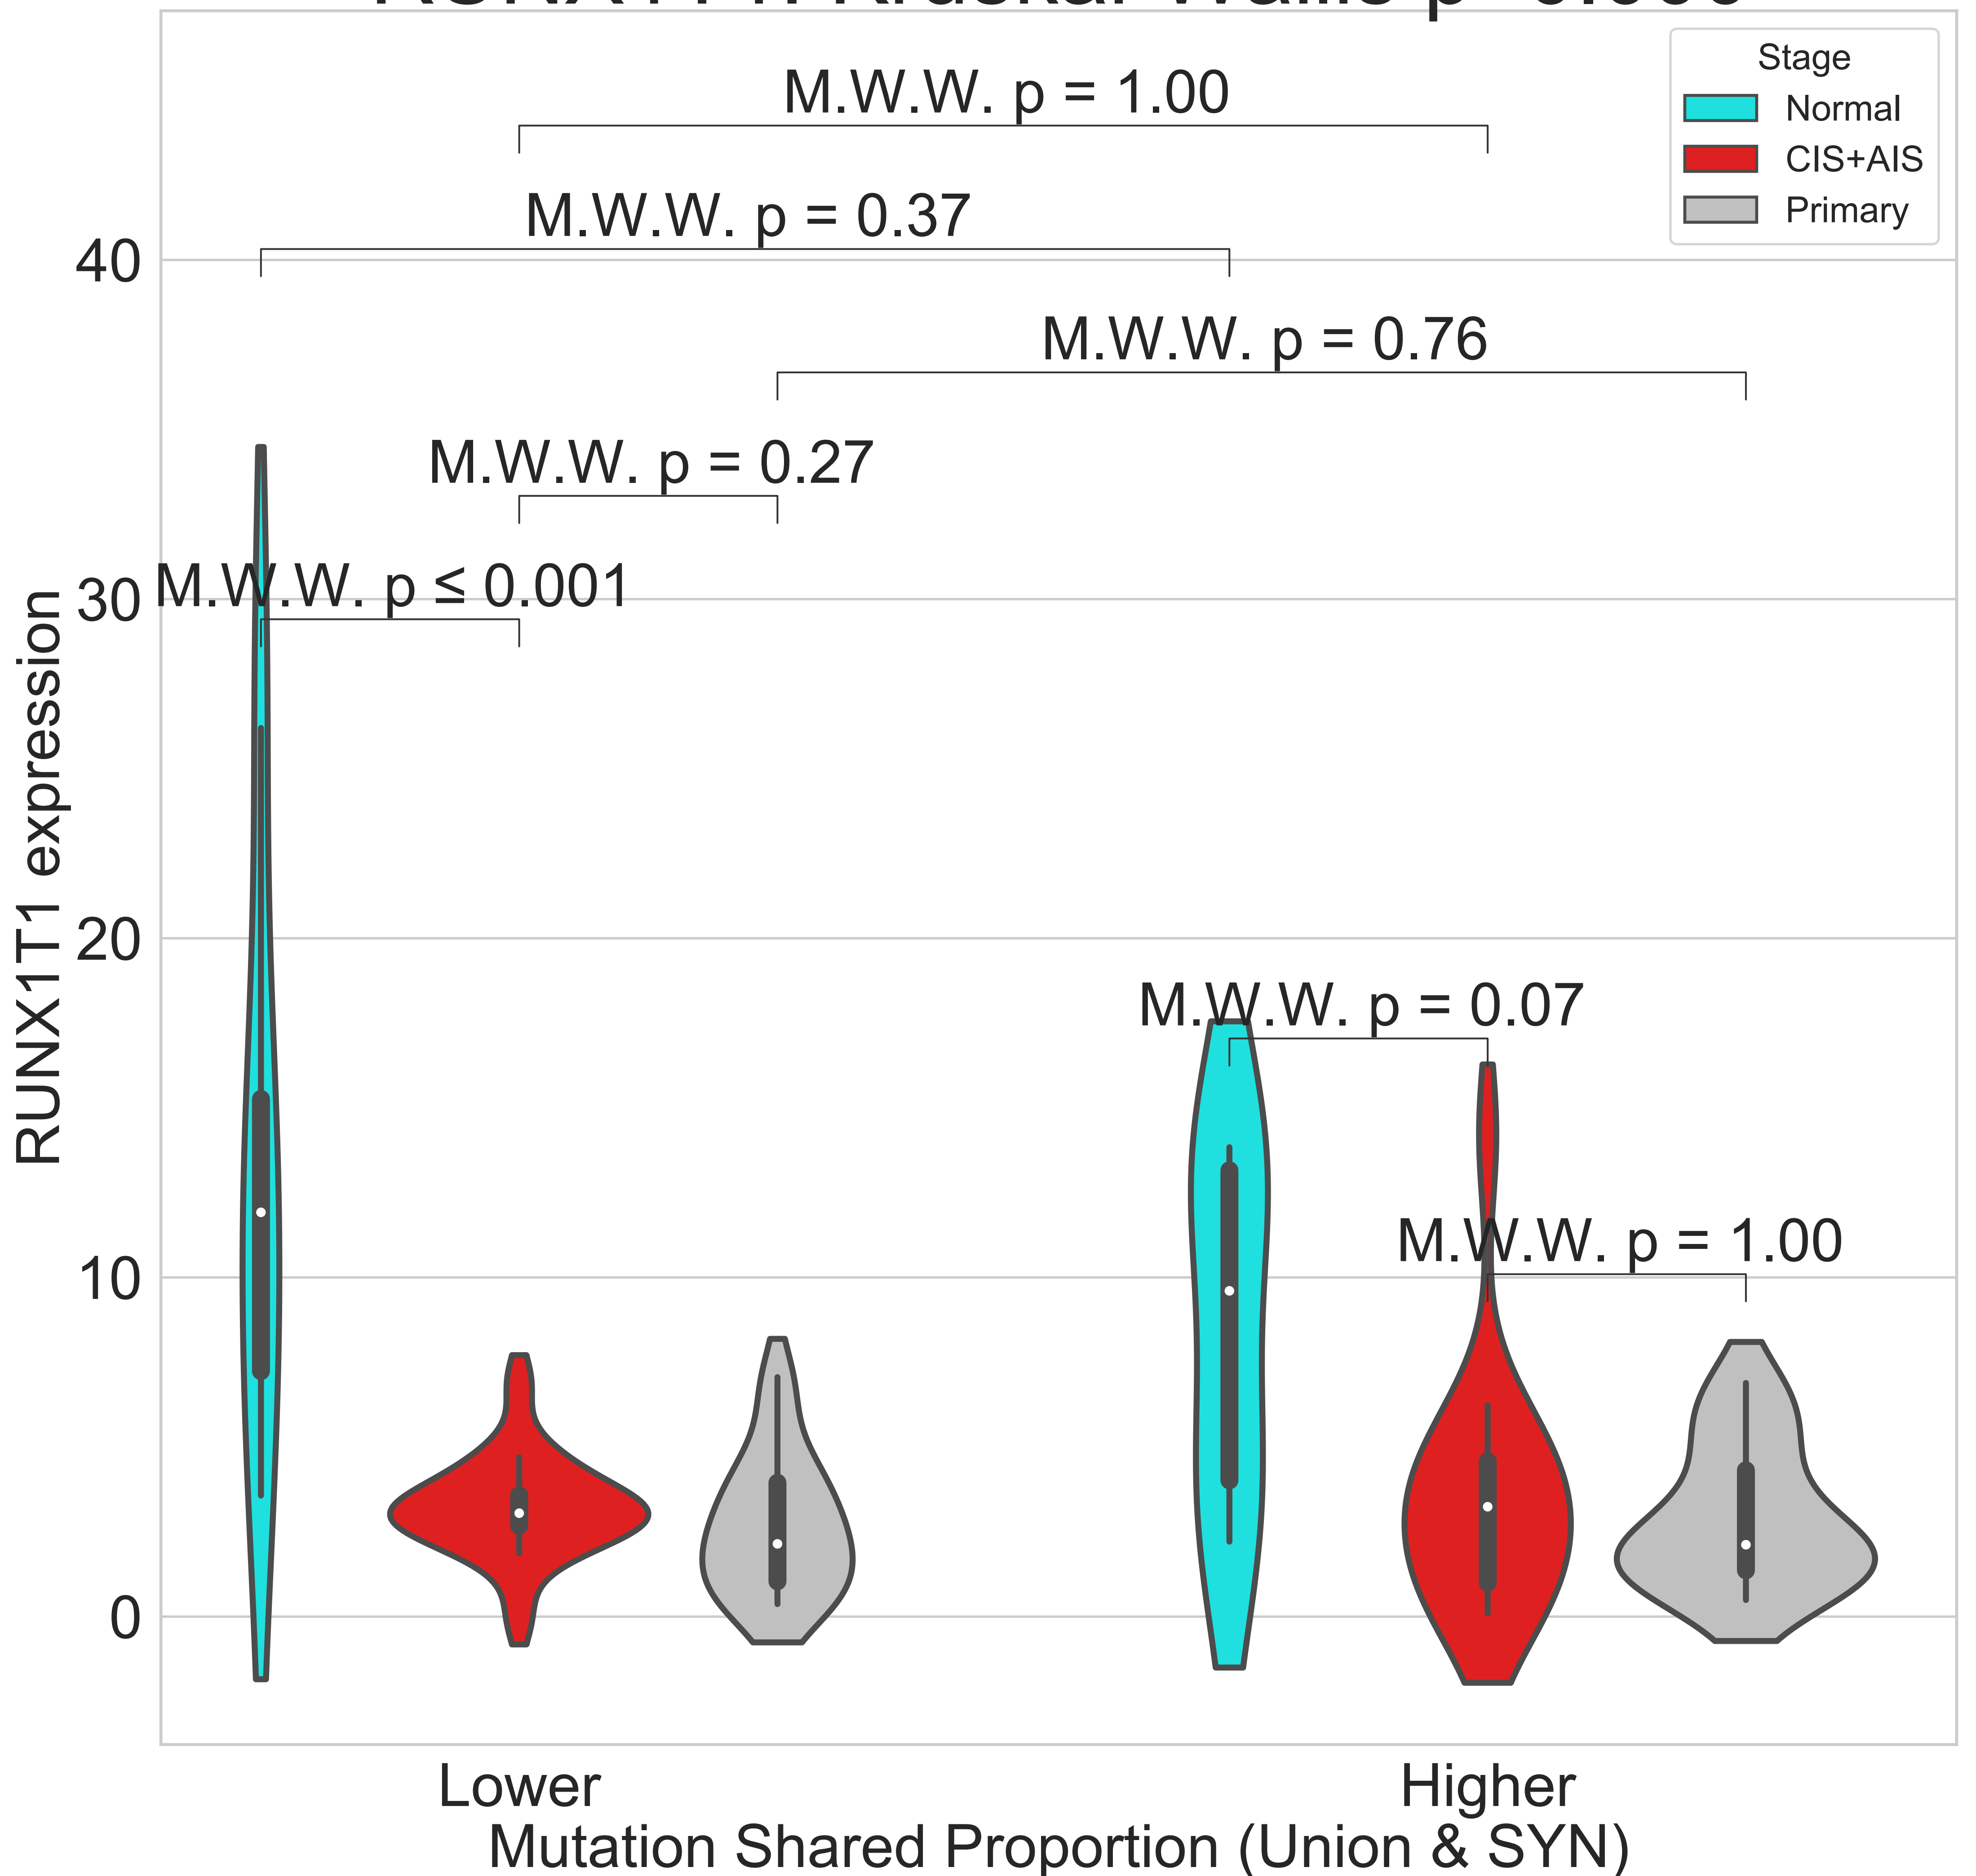 Stage
Normal
CIS+AIS
Primary
M.W.W. p = 1.00
M.W.W. p = 0.37
M.W.W. p = 0.76
M.W.W. p = 0.27
M.W.W. p ≤ 0.001
M.W.W. p = 0.07
M.W.W. p = 1.00
40
30
20
10
0
RUNX1T1 expression
Lower
Higher
Mutation Shared Proportion (Union & SYN)